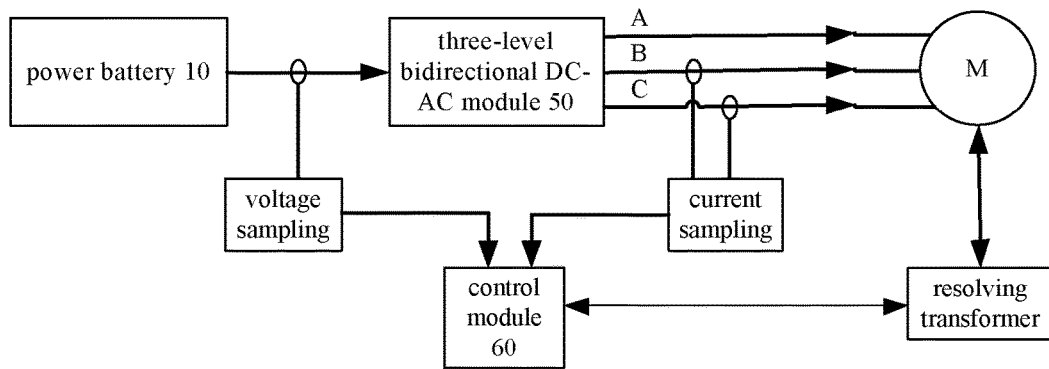 power battery 10
three-level
bidirectional DC-
AC module 50
A
B
C
M
voltage
sampling
current
sampling
control
module
60
resolving
transformer